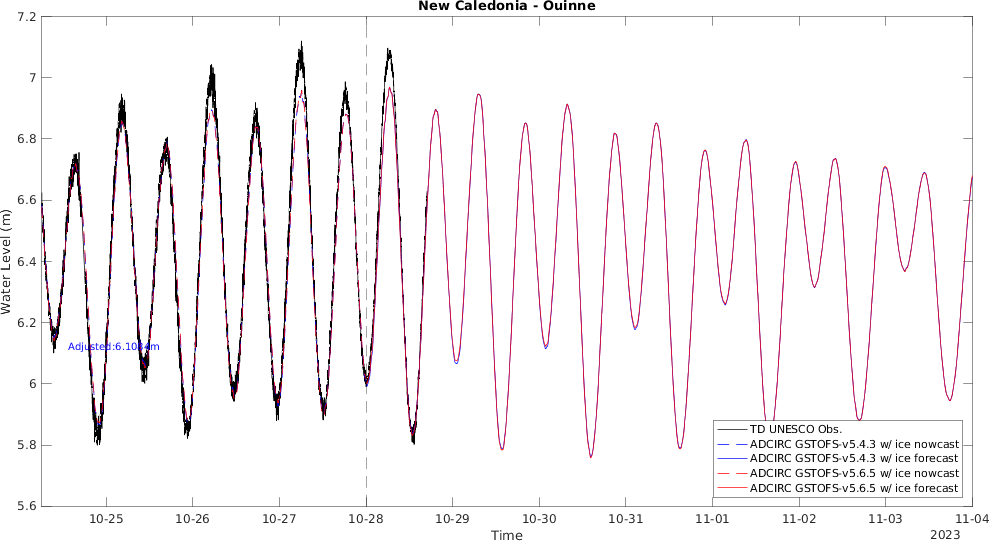 New Caledonia - Ouinne
7.2
7
6.8
6.6
6.4
6.2
6
5.8
5.6
Water Level (m)
Adjusted:6.1034m
TD UNESCO Obs.
ADCIRC GSTOFS-v5.4.3 w/ ice nowcast
ADCIRC GSTOFS-v5.4.3 w/ ice forecast
ADCIRC GSTOFS-v5.6.5 w/ ice nowcast
ADCIRC GSTOFS-v5.6.5 w/ ice forecast
10-25 10-26 10-27 10-28 10-29 10-30 10-31 11-01 11-02 11-03 11-04
Time
2023